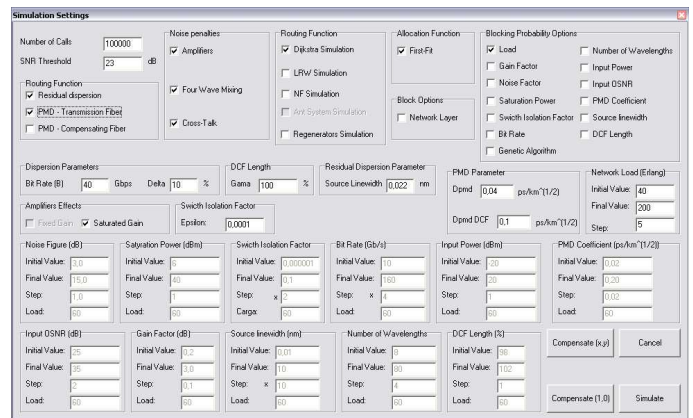 Simulation Settings
Number of Calls 100000
SNR Threshold 23 dB
Routing Function
Residual dispersion
PMD - Transmission Fiber
PMD - Compensating Fiber
Noise penalties
Amplifiers
Four Wave Mixing
Cross-Talk
Routing Function
Dijkstra Simulation
LRW Simulation
NF Simulation
Ant System Simulation
Regenerators Simulation
Allocation Function
First-Fit
Block Options
Network Layer
Blocking Probability Options
Load
Gain Factor
Noise Factor
Saturation Power
Swicth Isolation Factor
Bit Rate
Genetic Algorithm
Number of Wavelengths
Input Power
Input OSNR
PMD Coefficient
Source linewidth
DCF Length
Dispersion Parameters
Bit Rate (B) 40 Gbps Delta 10 %
DCF Length
Gama 100 %
Residual Dispersion Parameter
Source Linewidth 0,022 nm
PMD Parameter
Dpmd 0,04 ps/km^(1/2)
Dpmd DCF 0,1 ps/km^(1/2)
Network Load (Erlang)
Initial Value: 40
Final Value: 200
Step: 5
Amplifiers Effects
Fixed Gain Saturated Gain
Swicth Isolation Factor
Epsilon: 0,0001
Noise Figure (dB)
Initial Value: 3,0
Final Value: 15,0
Step: 1,0
Load: 60
Saturation Power (dBm)
Initial Value: 6
Final Value: 40
Step: 1
Load: 60
Swicth Isolation Factor
Initial Value: 0,000001
Final Value: 0,1
Step: x 2
Carga: 60
Bit Rate (Gb/s)
Initial Value: 10
Final Value: 160
Step: x 4
Load: 60
Input Power (dBm)
Initial Value: -20
Final Value: 20
Step: 1
Load: 60
PMD Coefficient (ps/km^(1/2))
Initial Value: 0,02
Final Value: 0,20
Step: 0,02
Load: 60
Input OSNR (dB)
Initial Value: 25
Final Value: 35
Step: 2
Load: 60
Gain Factor (dB)
Initial Value: 0,2
Final Value: 3,0
Step: 0,1
Load: 60
Source linewidth (nm)
Initial Value: 0,01
Final Value: 10
Step: x 10
Load: 60
Number of Wavelengths
Initial Value: 8
Final Value: 80
Step: 4
Load: 60
DCF Length (%)
Initial Value: 98
Final Value: 102
Step: 1
Load: 60
Compensate (x,y)
Cancel
Compensate (1,0)
Simulate